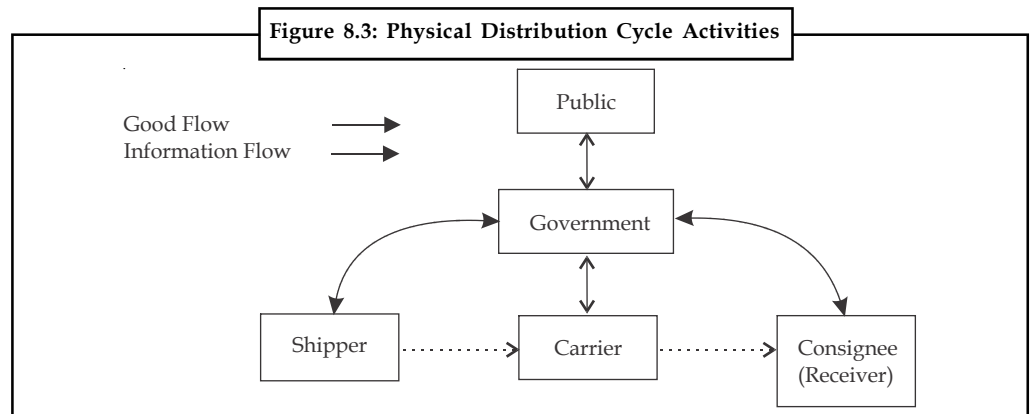 Figure 8.3: Physical Distribution Cycle Activities
Public
Good Flow
Information Flow
Government
Shipper
Carrier
Consignee
(Receiver)